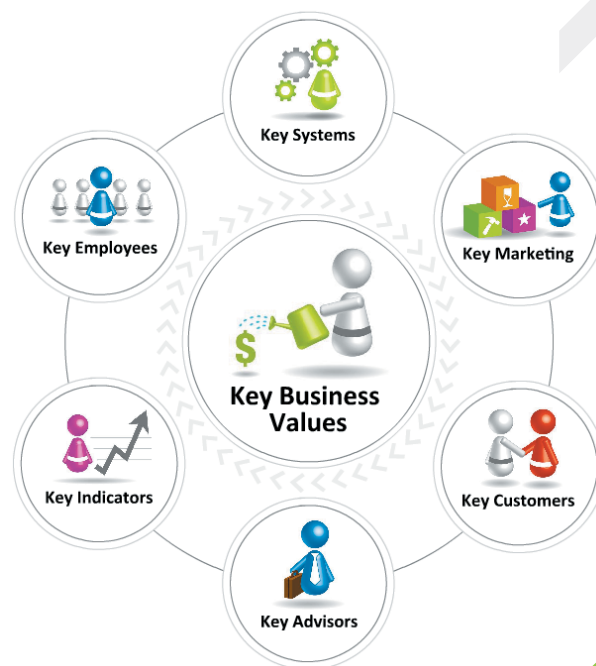 Key Systems
Key Employees
Key Marketing
Key Business
Values
Key Indicators
Key Customers
Key Advisors